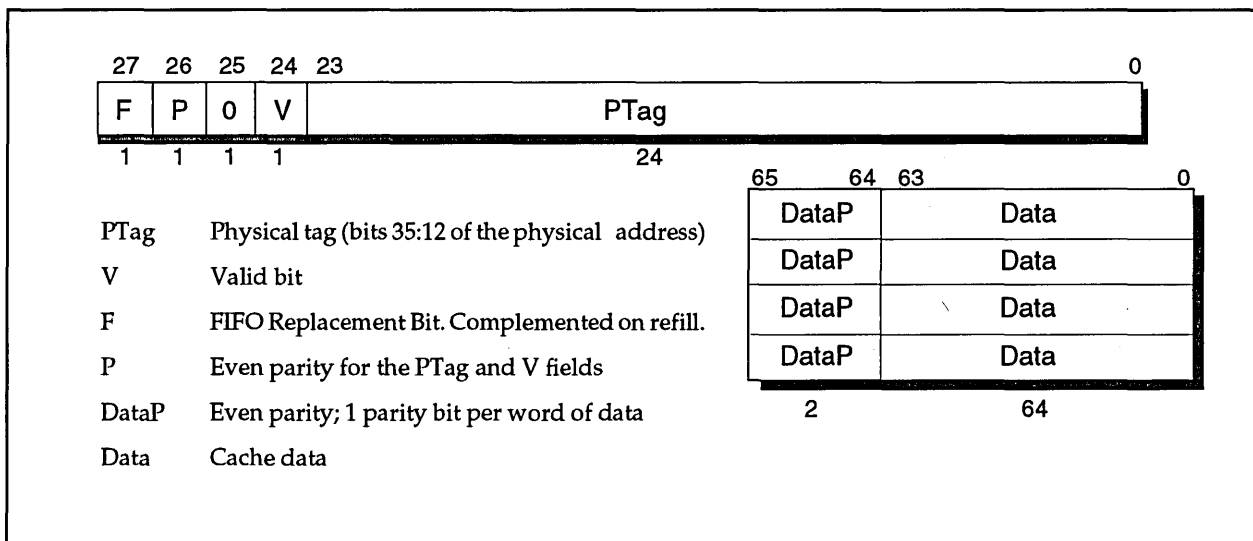 27 26 25 24 23 0
F P 0 V PTag
1 1 1 1 24
65 64 63 0
DataP Data
DataP Data
DataP Data
DataP Data
2 64
PTag Physical tag (bits 35:12 of the physical address)
V Valid bit
F FIFO Replacement Bit. Complemented on refill.
P Even parity for the PTag and V fields
DataP Even parity; 1 parity bit per word of data
Data Cache data